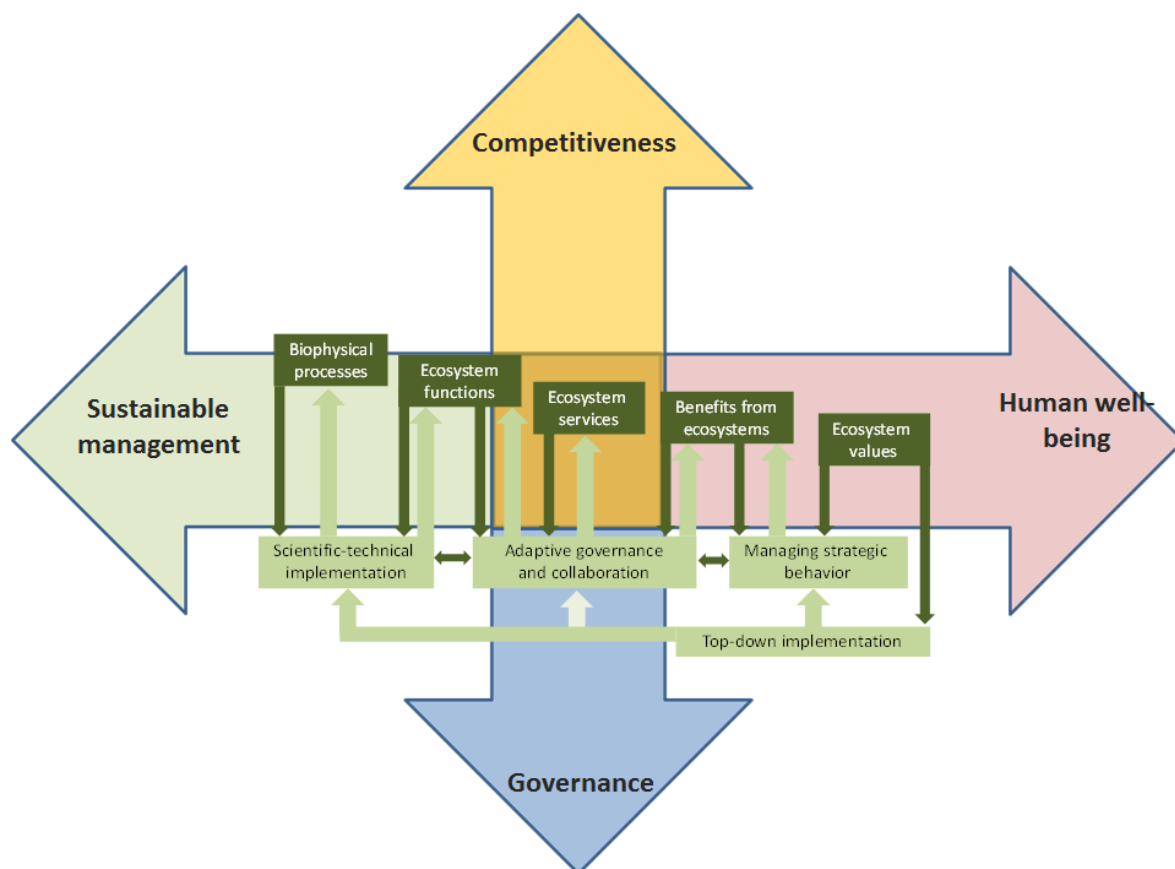 Competitiveness
Biophysical
processes
Ecosystem
functions
Ecosystem
services
Benefits from
ecosystems
Ecosystem
values
Sustainable
management
Human well-
being
Scientific-technical
implementation
Adaptive governance
and collaboration
Managing strategic
behavior
Top-down implementation
Governance